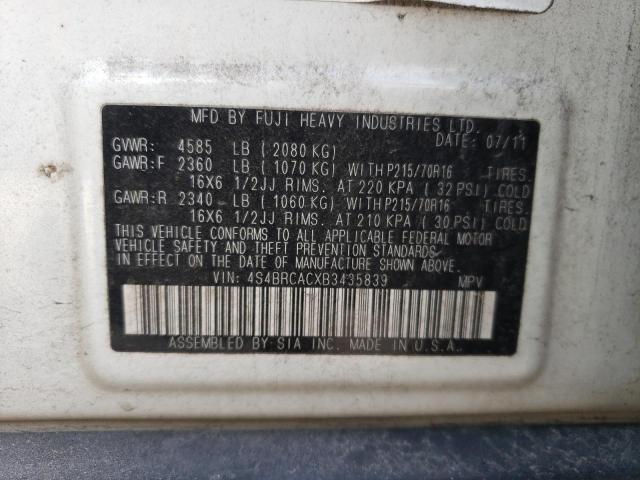 MFD BY FUJI HEAVY INDUSTRIES LTD.
DATE: 07/11
GVWR: 4585 LB (2080 KG)
GAWR:F 2360 LB (1070 KG) WITH P215/70R16 TIRES.
16X6 1/2JJ RIMS. AT 220 KPA (32 PSI) COLD
GAWR:R 2340 LB (1060 KG) WITH P215/70R16 TIRES.
16X6 1/2JJ RIMS. AT 210 KPA (30 PSI) COLD
THIS VEHICLE CONFORMS TO ALL APPLICABLE FEDERAL MOTOR
VEHICLE SAFETY AND THEFT PREVENTION STANDARDS
IN EFFECT ON THE DATE OF MANUFACTURE SHOWN ABOVE.
VIN: 4S4BRCACXB3435839 MPV
ASSEMBLED BY SIA INC. MADE IN U.S.A.